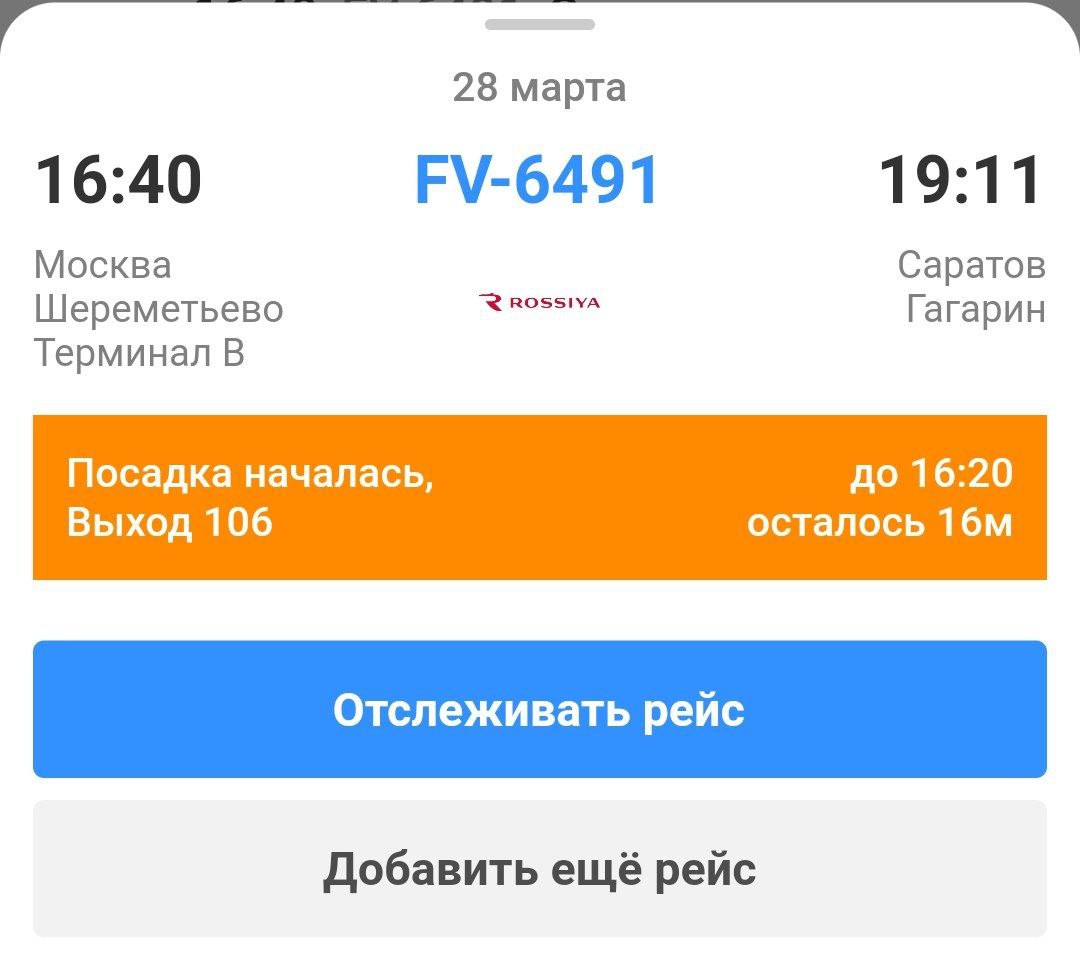 28 марта
16:40 FV-6491 19:11
Москва
Шереметьево
Терминал B
ROSSIYA
Саратов
Гагарин
Посадка началась,
Выход 106
до 16:20
осталось 16м
Отслеживать рейс
Добавить ещё рейс